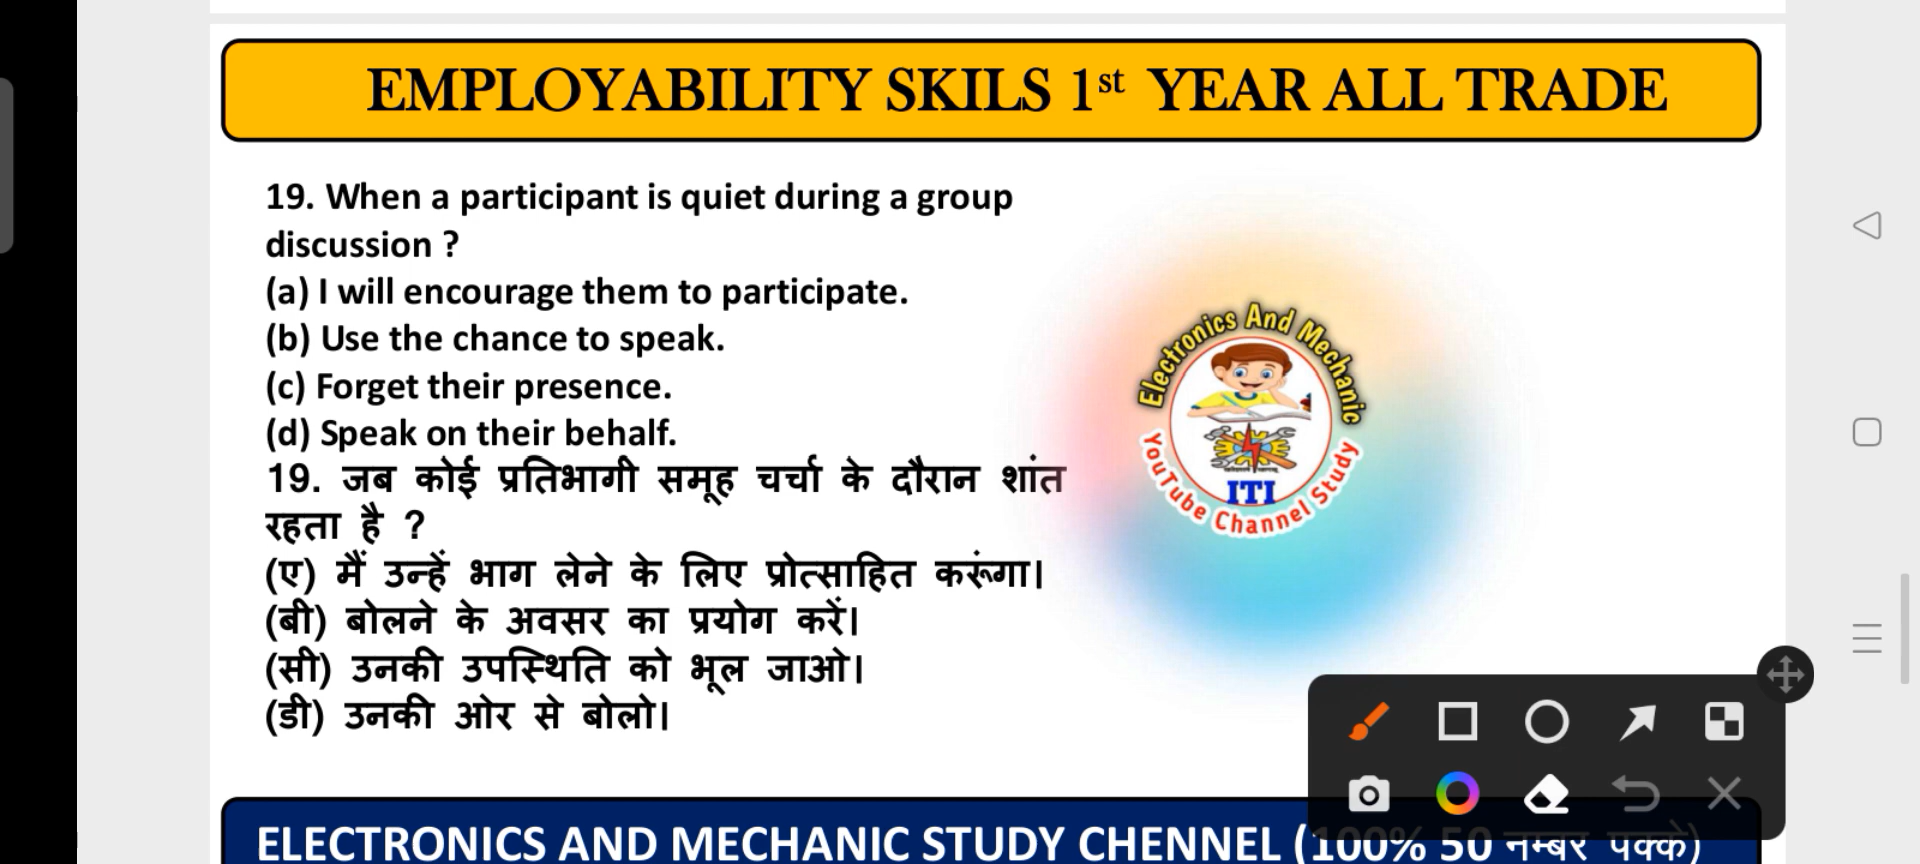 EMPLOYABILITY SKILS 1st YEAR ALL TRADE
19. When a participant is quiet during a group
discussion ?
(a) I will encourage them to participate.
(b) Use the chance to speak.
(c) Forget their presence.
(d) Speak on their behalf.
19. जब कोई प्रतिभागी समूह चर्चा के दौरान शांत
रहता है ?
(ए) मैं उन्हें भाग लेने के लिए प्रोत्साहित करूंगा।
(बी) बोलने के अवसर का प्रयोग करें।
(सी) उनकी उपस्थिति को भूल जाओ।
(डी) उनकी ओर से बोलो।
Electronics And Mechanic
ITI
YouTube Channel Study
ELECTRONICS AND MECHANIC STUDY CHENNEL (100% 50 नम्बर पक्के)